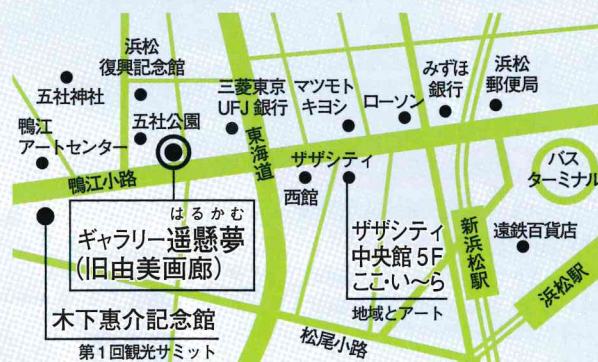 浜松
復興記念館
五社神社
五社公園
鴨江
アートセンター
三菱東京
UFJ銀行
マツモト
キヨシ
ローソン
みずほ
銀行
浜松
郵便局
東海道
鴨江小路
ザザシティ
西館
バス
ターミナル
はるかむ
ギャラリー遥懸夢
(旧由美画廊)
ザザシティ
中央館5F
ここ・い〜ら
地域とアート
新浜松駅
遠鉄百貨店
浜松駅
木下惠介記念館
第1回観光サミット
松尾小路